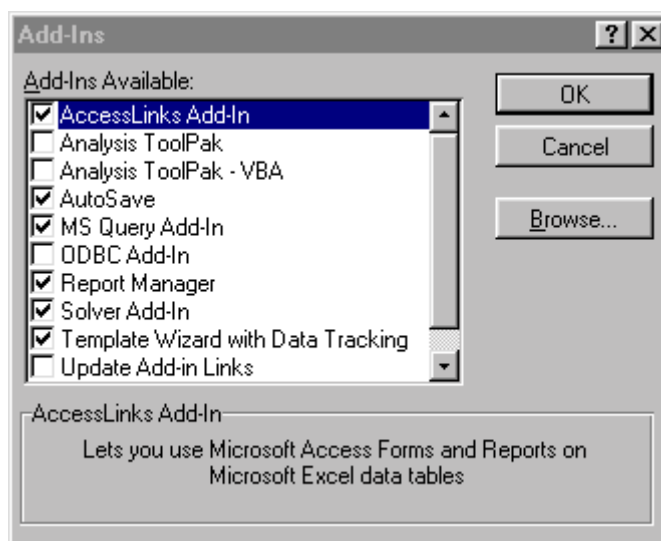 Add-Ins
Add-Ins Available:
AccessLinks Add-In
Analysis ToolPak
Analysis ToolPak - VBA
AutoSave
MS Query Add-In
ODBC Add-In
Report Manager
Solver Add-In
Template Wizard with Data Tracking
Update Add-in Links
OK
Cancel
Browse...
AccessLinks Add-In
Lets you use Microsoft Access Forms and Reports on
Microsoft Excel data tables